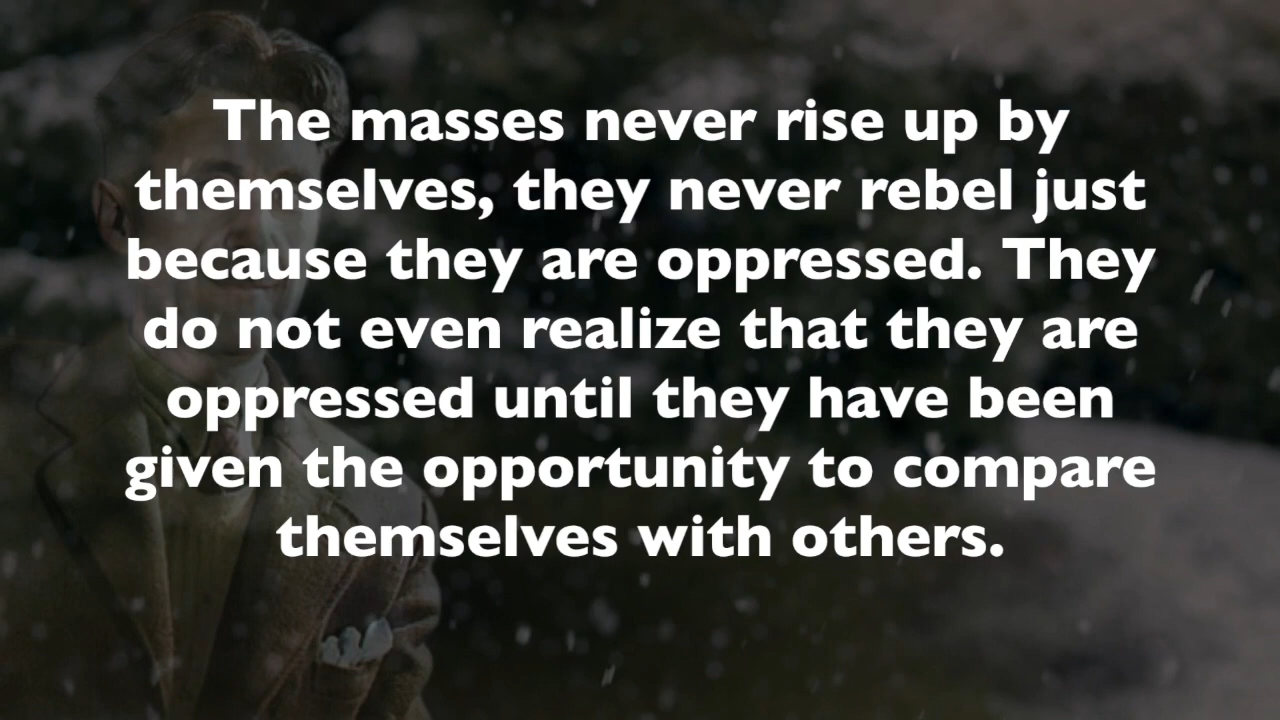 The masses never rise up by
themselves, they never rebel just
because they are oppressed. They
do not even realize that they are
oppressed until they have been
given the opportunity to compare
themselves with others.